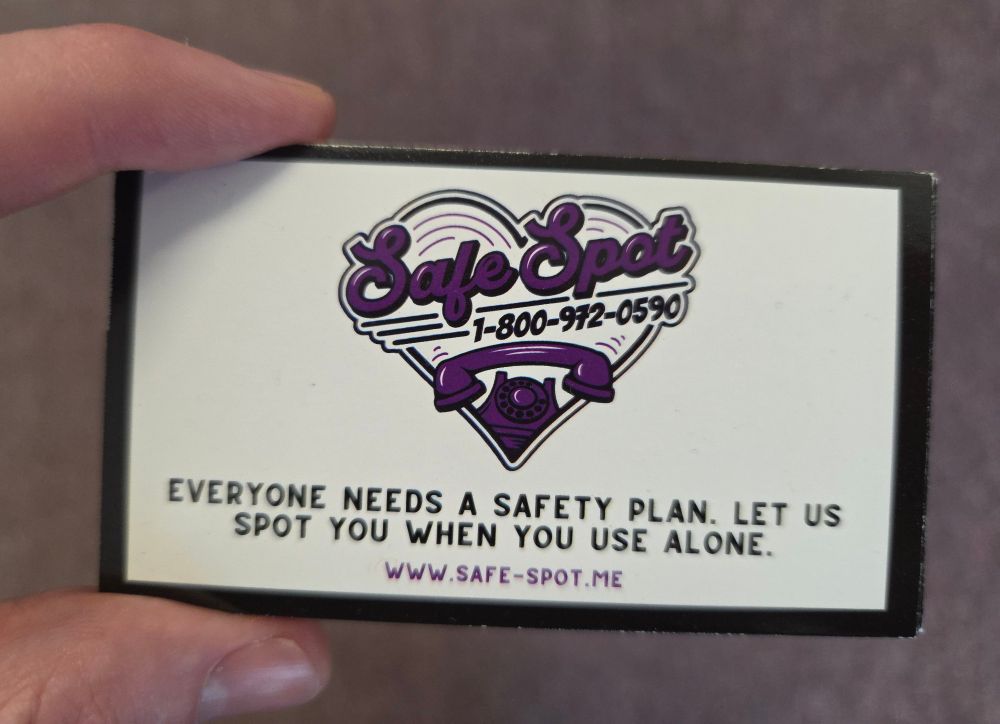 Safe Spot
1-800-972-0590
EVERYONE NEEDS A SAFETY PLAN. LET US
SPOT YOU WHEN YOU USE ALONE.
WWW.SAFE-SPOT.ME